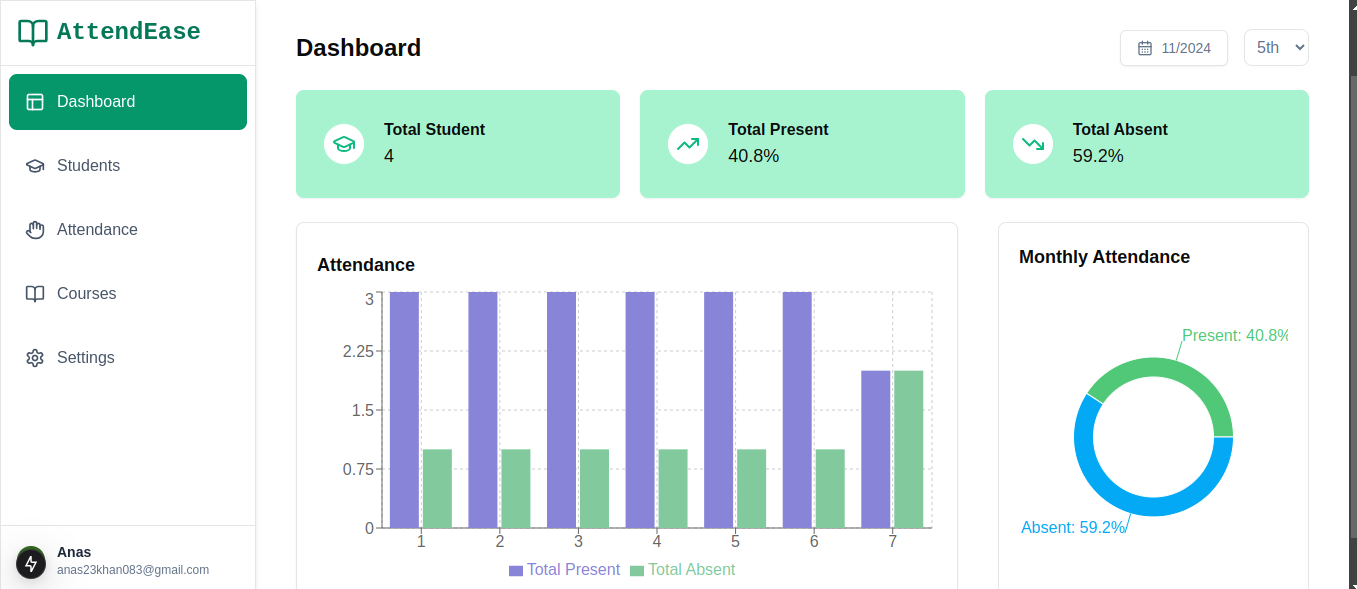 AttendEase
Dashboard
Students
Attendance
Courses
Settings
Anas
anas23khan083@gmail.com
Dashboard
11/2024
5th
Total Student
4
Total Present
40.8%
Total Absent
59.2%
Attendance
3
2.25
1.5
0.75
0
1 2 3 4 5 6 7
Total Present Total Absent
Monthly Attendance
Present: 40.8%
Absent: 59.2%